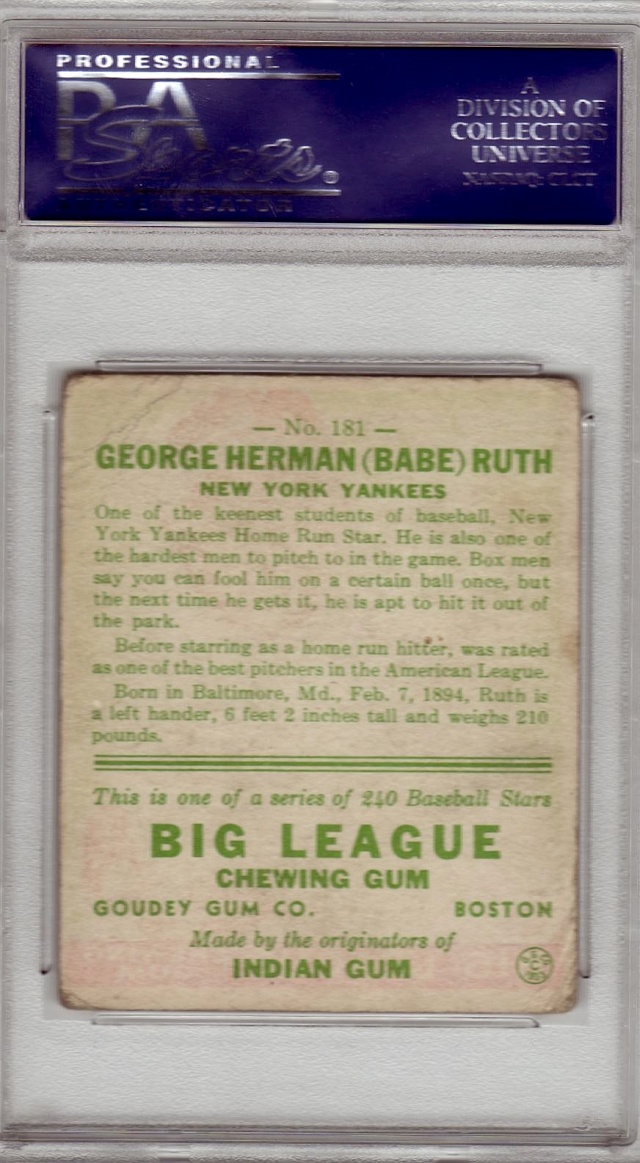 PROFESSIONAL
PSA
Sports.
AUTHENTICATOR
A
DIVISION OF
COLLECTORS
UNIVERSE
NASDAQ: CLCT
— No. 181 —
GEORGE HERMAN (BABE) RUTH
NEW YORK YANKEES
One of the keenest students of baseball, New
York Yankees Home Run Star. He is also one of
the hardest men to pitch to in the game. Box men
say you can fool him on a certain ball once, but
the next time he gets it, he is apt to hit it out of
the park.
Before starring as a home run hitter, was rated
as one of the best pitchers in the American League.
Born in Baltimore, Md., Feb. 7, 1894, Ruth is
a left hander, 6 feet 2 inches tall and weighs 210
pounds.
This is one of a series of 240 Baseball Stars
BIG LEAGUE
CHEWING GUM
GOUDEY GUM CO. BOSTON
Made by the originators of
INDIAN GUM